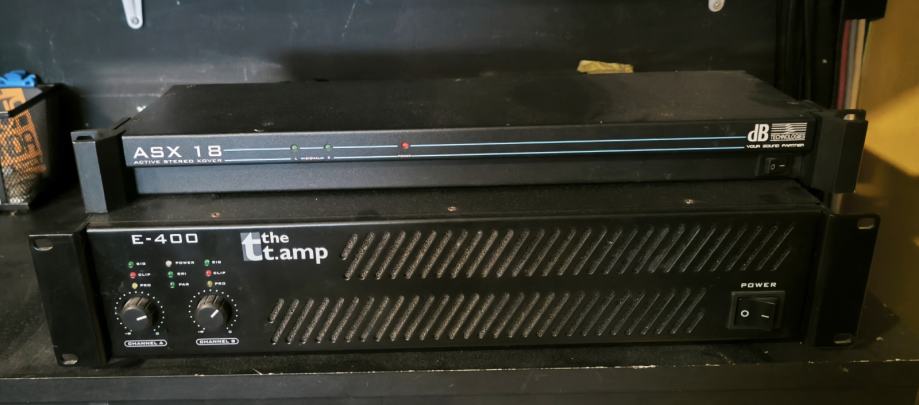 ASX 18
ACTIVE STEREO XOVER
L
R
POWER
dB
TECHNOLOGIES
YOUR SOUND PARTNER
O
E-400
the
t.amp
SIG POWER SIG
CLIP BRI CLIP
PRO PAR PRO
CHANNEL A
CHANNEL B
POWER
O –